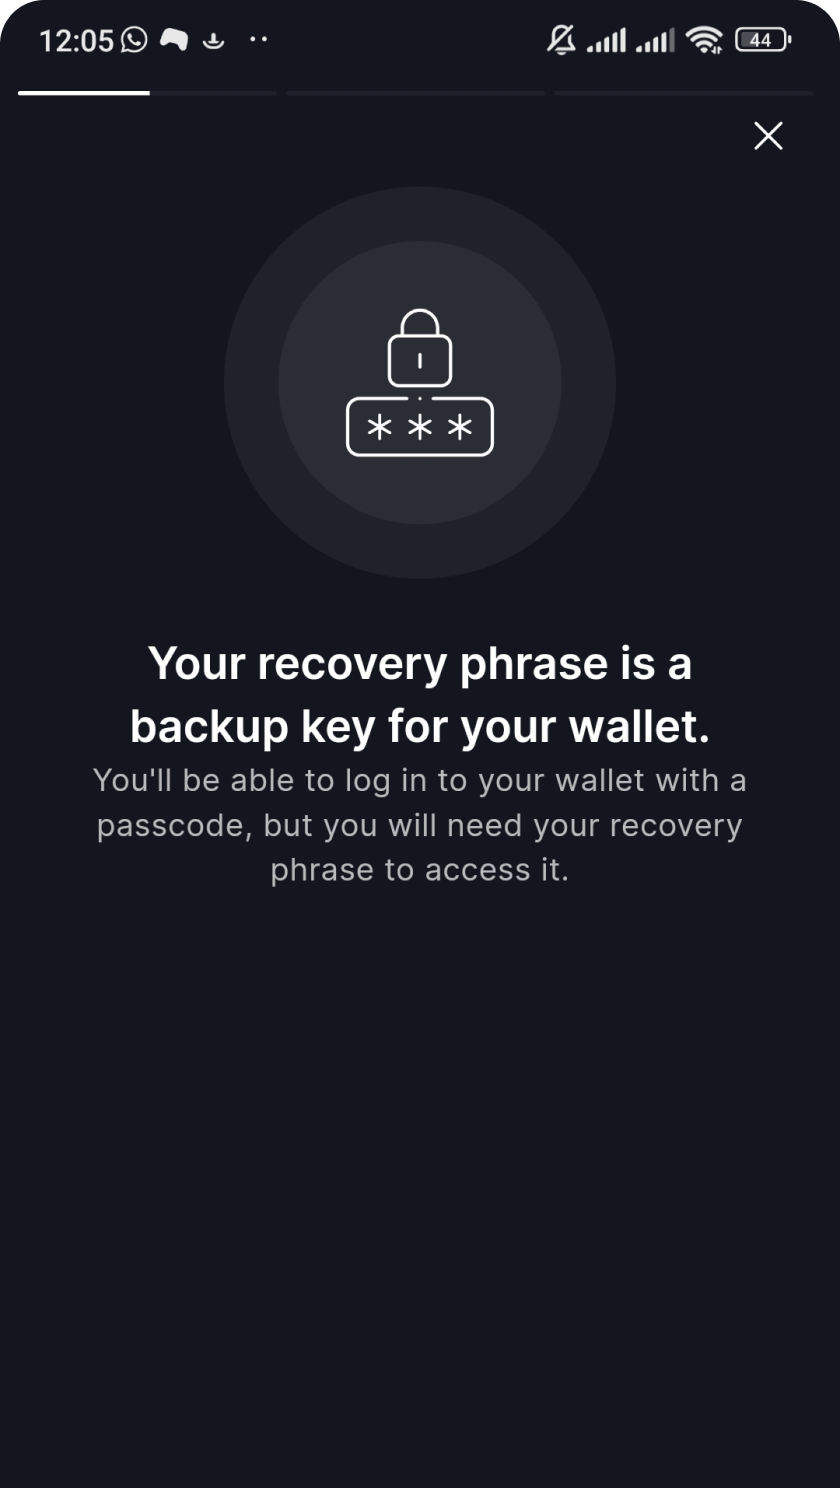 12:05
44
***
Your recovery phrase is a
backup key for your wallet.
You'll be able to log in to your wallet with a
passcode, but you will need your recovery
phrase to access it.